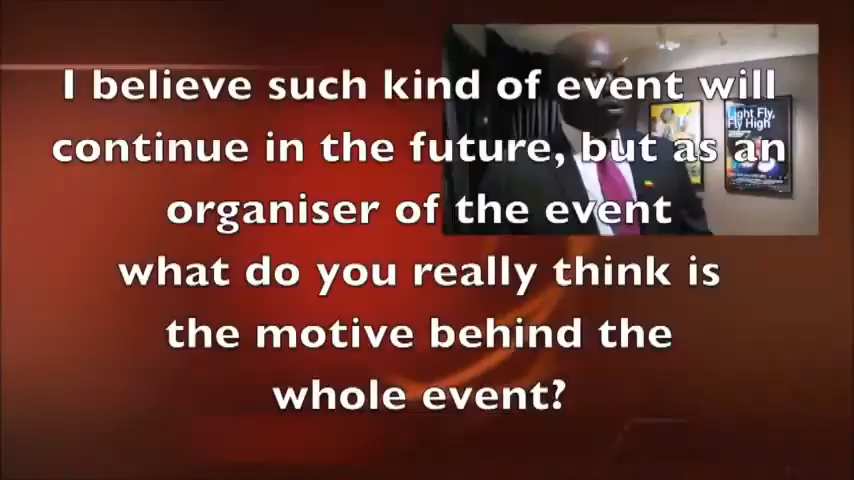 I believe such kind of event will
continue in the future, but as an
organiser of the event
what do you really think is
the motive behind the
whole event?
Light Fly,
Fly High